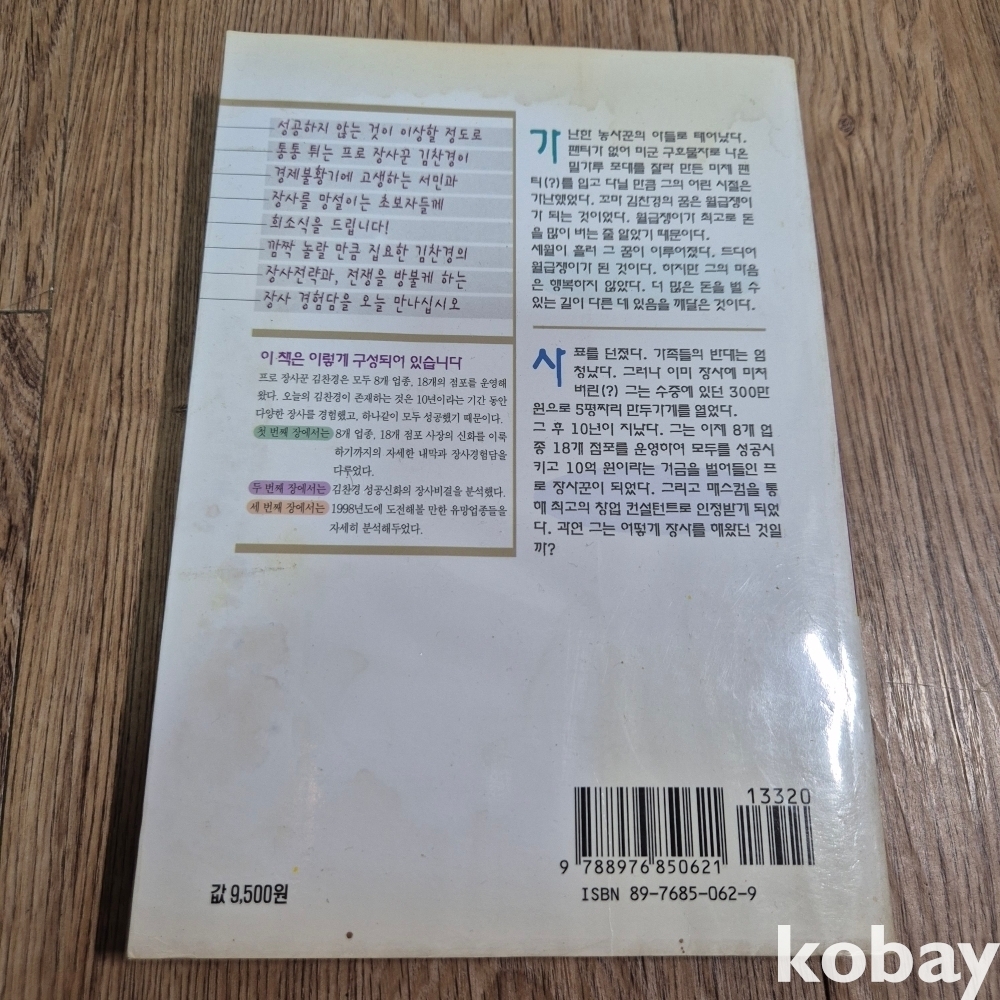 성공하지 않는 것이 이상할 정도로
통통 튀는 프로 장사꾼 김찬경이
경제불황기에 고생하는 서민과
장사를 망설이는 초보자들께
희소식을 드립니다!
깜짝 놀랄 만큼 집요한 김찬경의
장사전략과, 전쟁을 방불케 하는
장사 경험담을 오늘 만나십시오
이 책은 이렇게 구성되어 있습니다
프로 장사꾼 김찬경은 모두 8개 업종, 18개의 점포를 운영해
왔다. 오늘의 김찬경이 존재하는 것은 10년이라는 기간 동안
다양한 장사를 경험했고, 하나같이 모두 성공했기 때문이다.
첫 번째 장에서는 8개 업종, 18개 점포 사장의 신화를 이룩
하기까지의 자세한 내막과 장사경험담을
다루었다.
두 번째 장에서는 김찬경 성공신화의 장사비결을 분석했다.
세 번째 장에서는 1998년도에 도전해볼 만한 유망업종들을
자세히 분석해두었다.
가난한 농사꾼의 아들로 태어났다.
팬티가 없어 미군 구호물자로 나온
밀가루 포대를 잘라 만든 미제 팬
티(?)를 입고 다닐 만큼 그의 어린 시절은
가난했었다. 꼬마 김찬경의 꿈은 월급쟁이
가 되는 것이었다. 월급쟁이가 최고로 돈
을 많이 버는 줄 알았기 때문이다.
세월이 흘러 그 꿈이 이루어졌다. 드디어
월급쟁이가 된 것이다. 하지만 그의 마음
은 행복하지 않았다. 더 많은 돈을 벌 수
있는 길이 다른 데 있음을 깨달은 것이다.
사표를 던졌다. 가족들의 반대는 엄
청났다. 그러나 이미 장사에 미쳐
버린(?) 그는 수중에 있던 300만
원으로 5평짜리 만두가게를 열었다.
그 후 10년이 지났다. 그는 이제 8개 업
종 18개 점포를 운영하여 모두를 성공시
키고 10억 원이라는 거금을 벌어들인 프
로 장사꾼이 되었다. 그리고 매스컴을 통
해 최고의 창업 컨설턴트로 인정받게 되었
다. 과연 그는 어떻게 장사를 해왔던 것일
까?
13320
9 788976 850621
ISBN 89-7685-062-9
값 9,500원
kobay